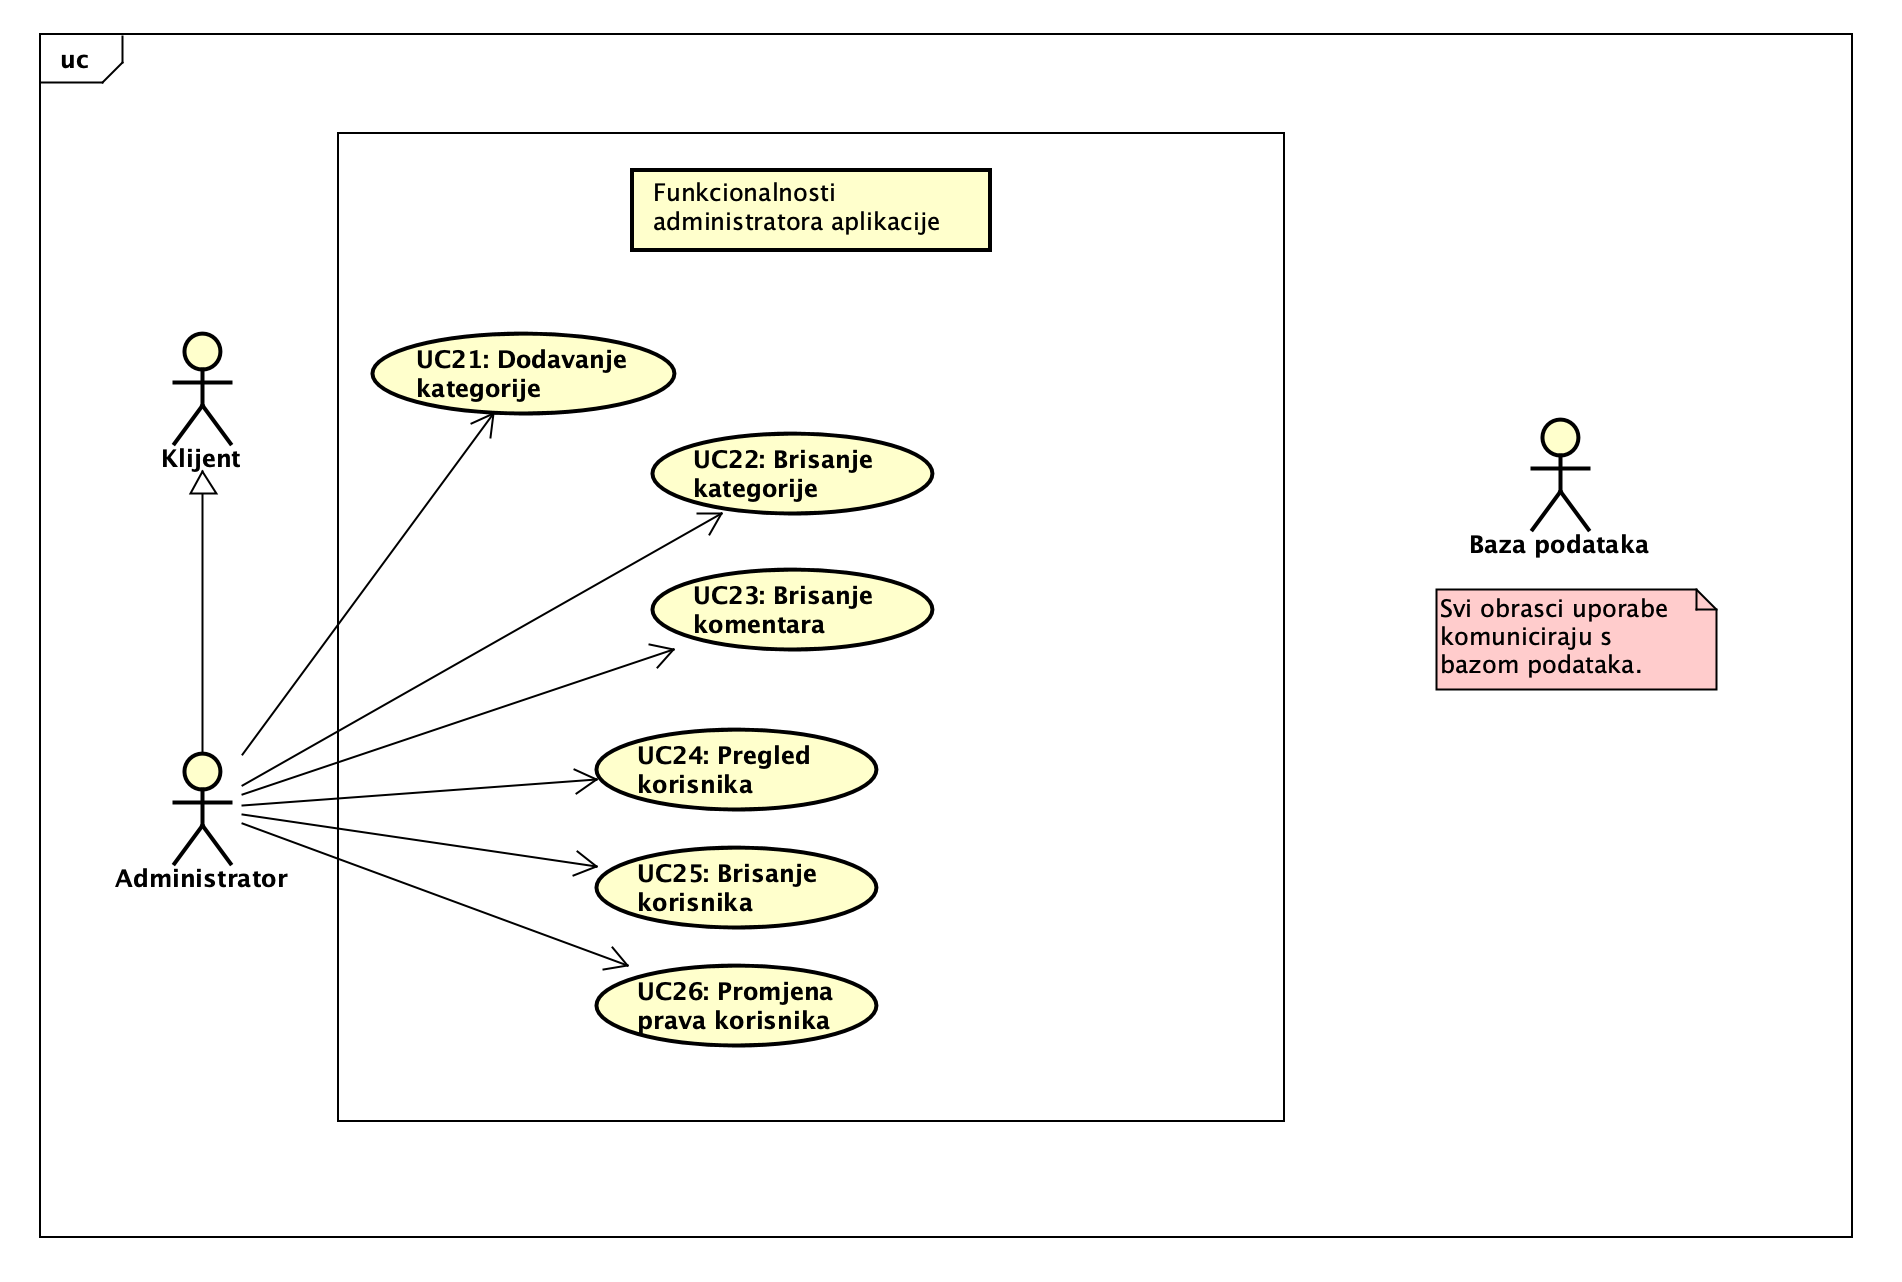 uc
Funkcionalnosti
administratora aplikacije
UC21: Dodavanje
kategorije
Klijent
UC22: Brisanje
kategorije
Baza podataka
UC23: Brisanje
komentara
Svi obrasci uporabe
komuniciraju s
bazom podataka.
UC24: Pregled
korisnika
Administrator
UC25: Brisanje
korisnika
UC26: Promjena
prava korisnika